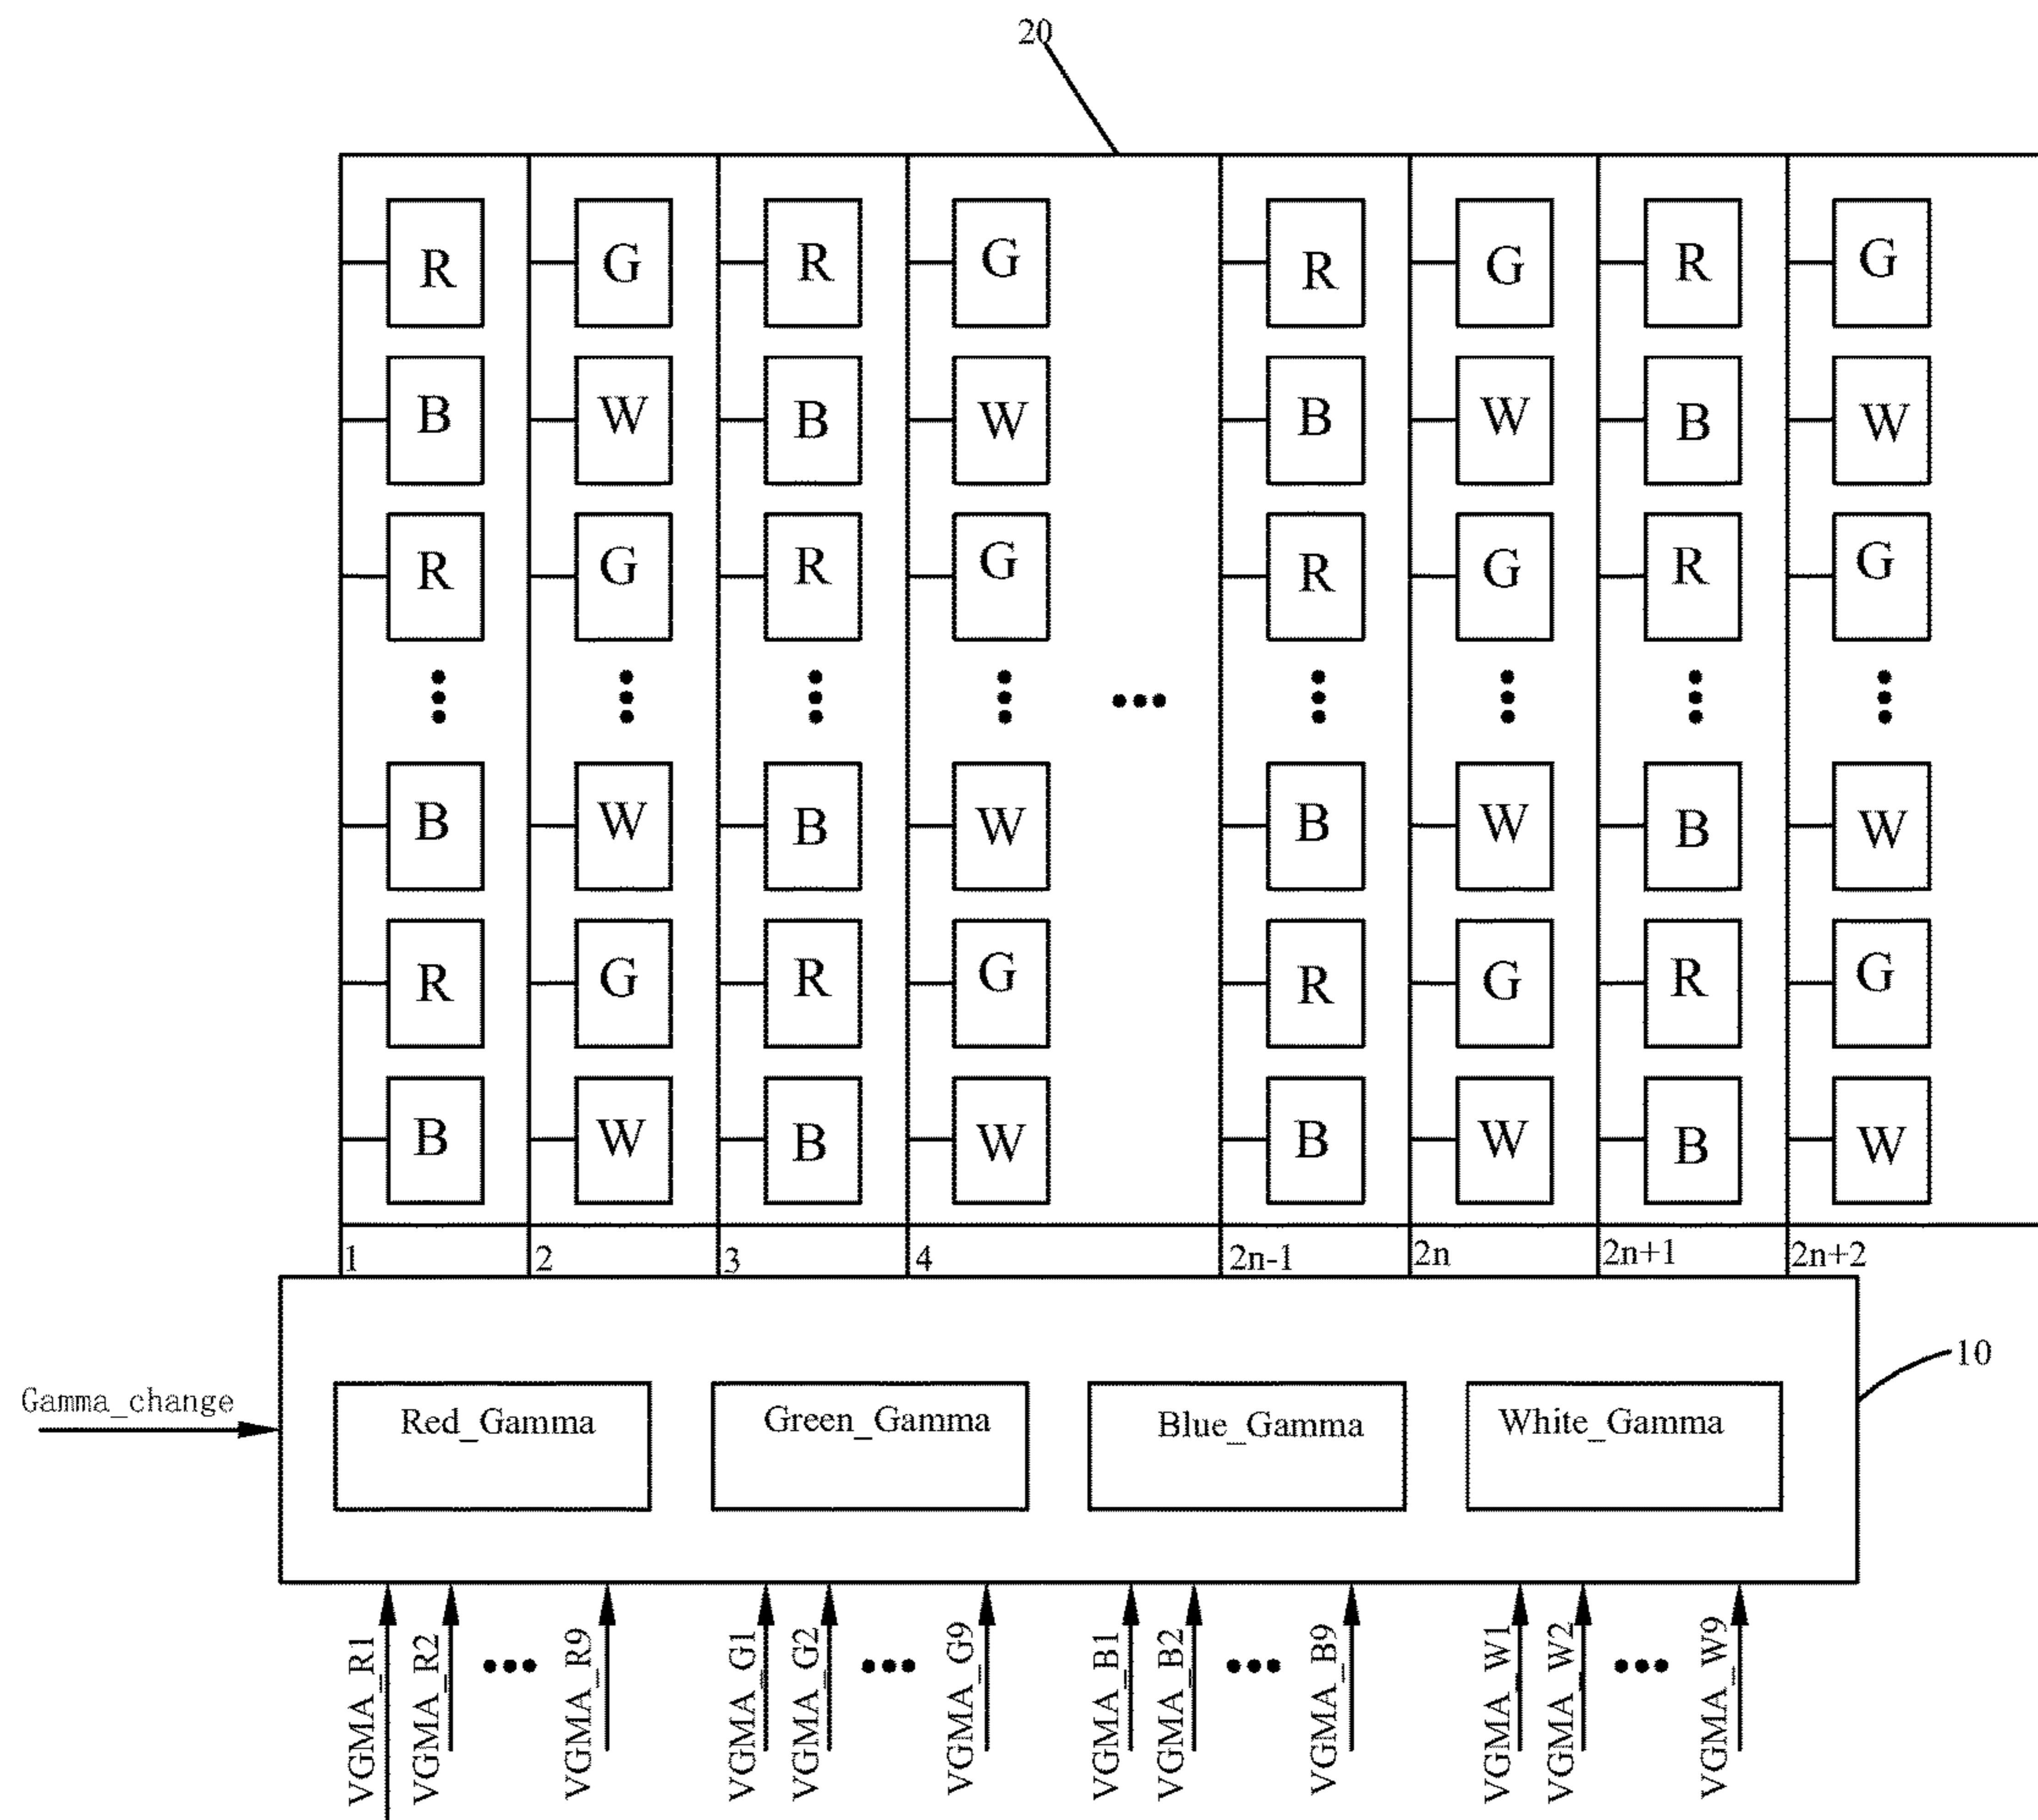 20
R G R G R G R G
B W B W B W B W
R G R G R G R G
B W B W B W B W
R G R G R G R G
B W B W B W B W
1 2 3 4 2n-1 2n 2n+1 2n+2
10
Gamma_change
Red_Gamma Green_Gamma Blue_Gamma White_Gamma
VGMA_R1 VGMA_R2 VGMA_R9 VGMA_G1 VGMA_G2 VGMA_G9 VGMA_B1 VGMA_B2 VGMA_B9 VGMA_W1 VGMA_W2 VGMA_W9